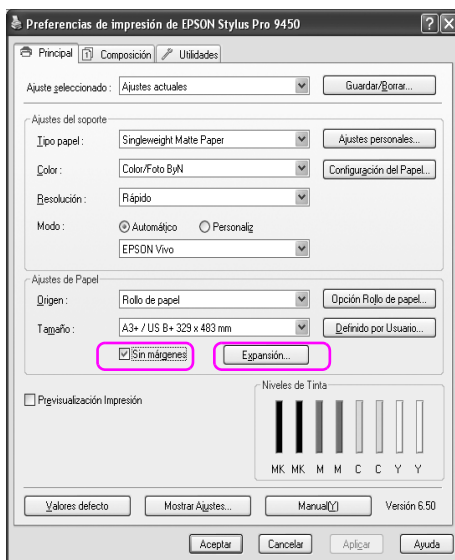 Preferencias de impresión de EPSON Stylus Pro 9450
Principal Composición Utilidades
Ajuste seleccionado : Ajustes actuales Guardar/Borrar...
Ajustes del soporte
Tipo papel : Singleweight Matte Paper Ajustes personales...
Color : Color/Foto ByN Configuración del Papel...
Resolución : Rápido
Modo : Automático Personaliz
EPSON Vivo
Ajustes de Papel
Origen : Rollo de papel Opción Rollo de papel...
Tamaño : A3+ / US B+ 329 x 483 mm Definido por Usuario...
Sin márgenes Expansión...
Niveles de Tinta
Previsualización Impresión
MK MK M M C C Y Y
Valores defecto Mostrar Ajustes... Manual(Y) Versión 6.50
Aceptar Cancelar Aplicar Ayuda